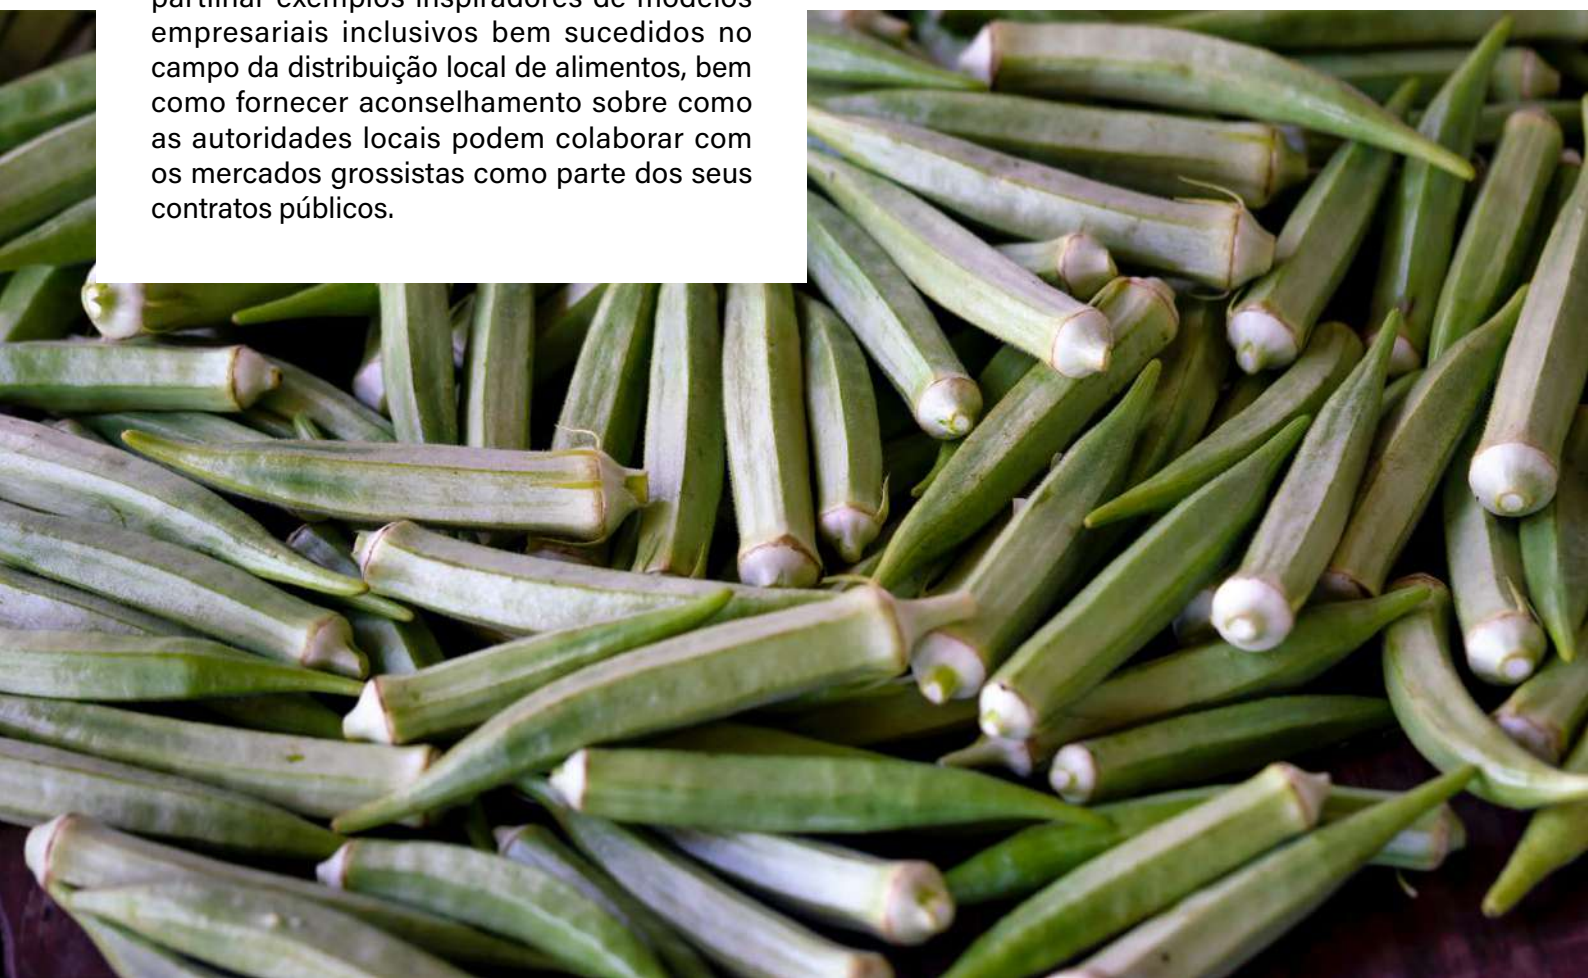 partilhar exemplos inspiradores de modelos
empresariais inclusivos bem sucedidos no
campo da distribuição local de alimentos, bem
como fornecer aconselhamento sobre como
as autoridades locais podem colaborar com
os mercados grossistas como parte dos seus
contratos públicos.